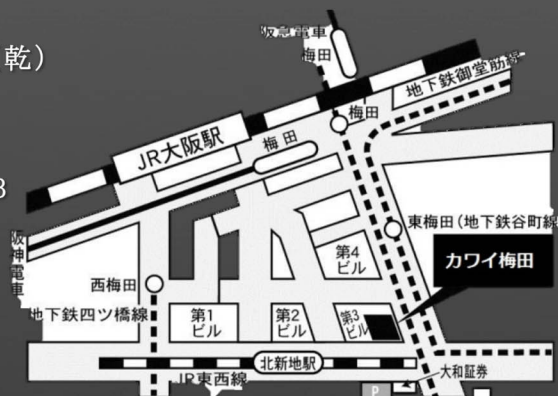 乾）
阪急電車
梅田
地下鉄御堂筋線
梅田
JR大阪駅
梅田
3
阪神電車
東梅田(地下鉄谷町線
カワイ梅田
第4
ビル
西梅田
地下鉄四ツ橋線
第1
ビル
第2
ビル
第3
ビル
北新地駅
JR東西線
大和証券
P